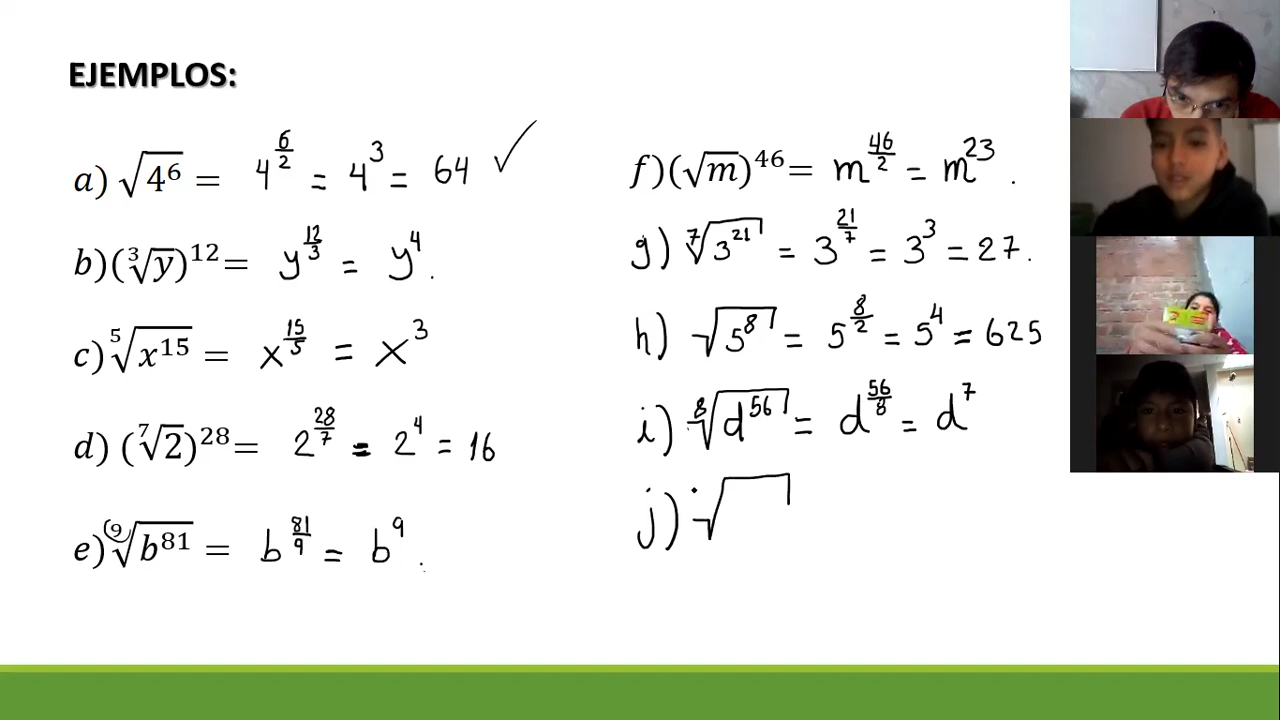 EJEMPLOS:
a) √4⁶ = 4^(6/2) = 4³ = 64 ✓
b) (³√y)¹² = y^(12/3) = y⁴.
c) ⁵√x¹⁵ = x^(15/5) = x³
d) (⁷√2)²⁸ = 2^(28/7) = 2⁴ = 16
e) ⁹√b⁸¹ = b^(81/9) = b⁹.
f) (√m)⁴⁶ = m^(46/2) = m²³.
g) ⁷√3²¹ = 3^(21/7) = 3³ = 27.
h) √5⁸ = 5^(8/2) = 5⁴ = 625
i) ⁸√d⁵⁶ = d^(56/8) = d⁷
j) √